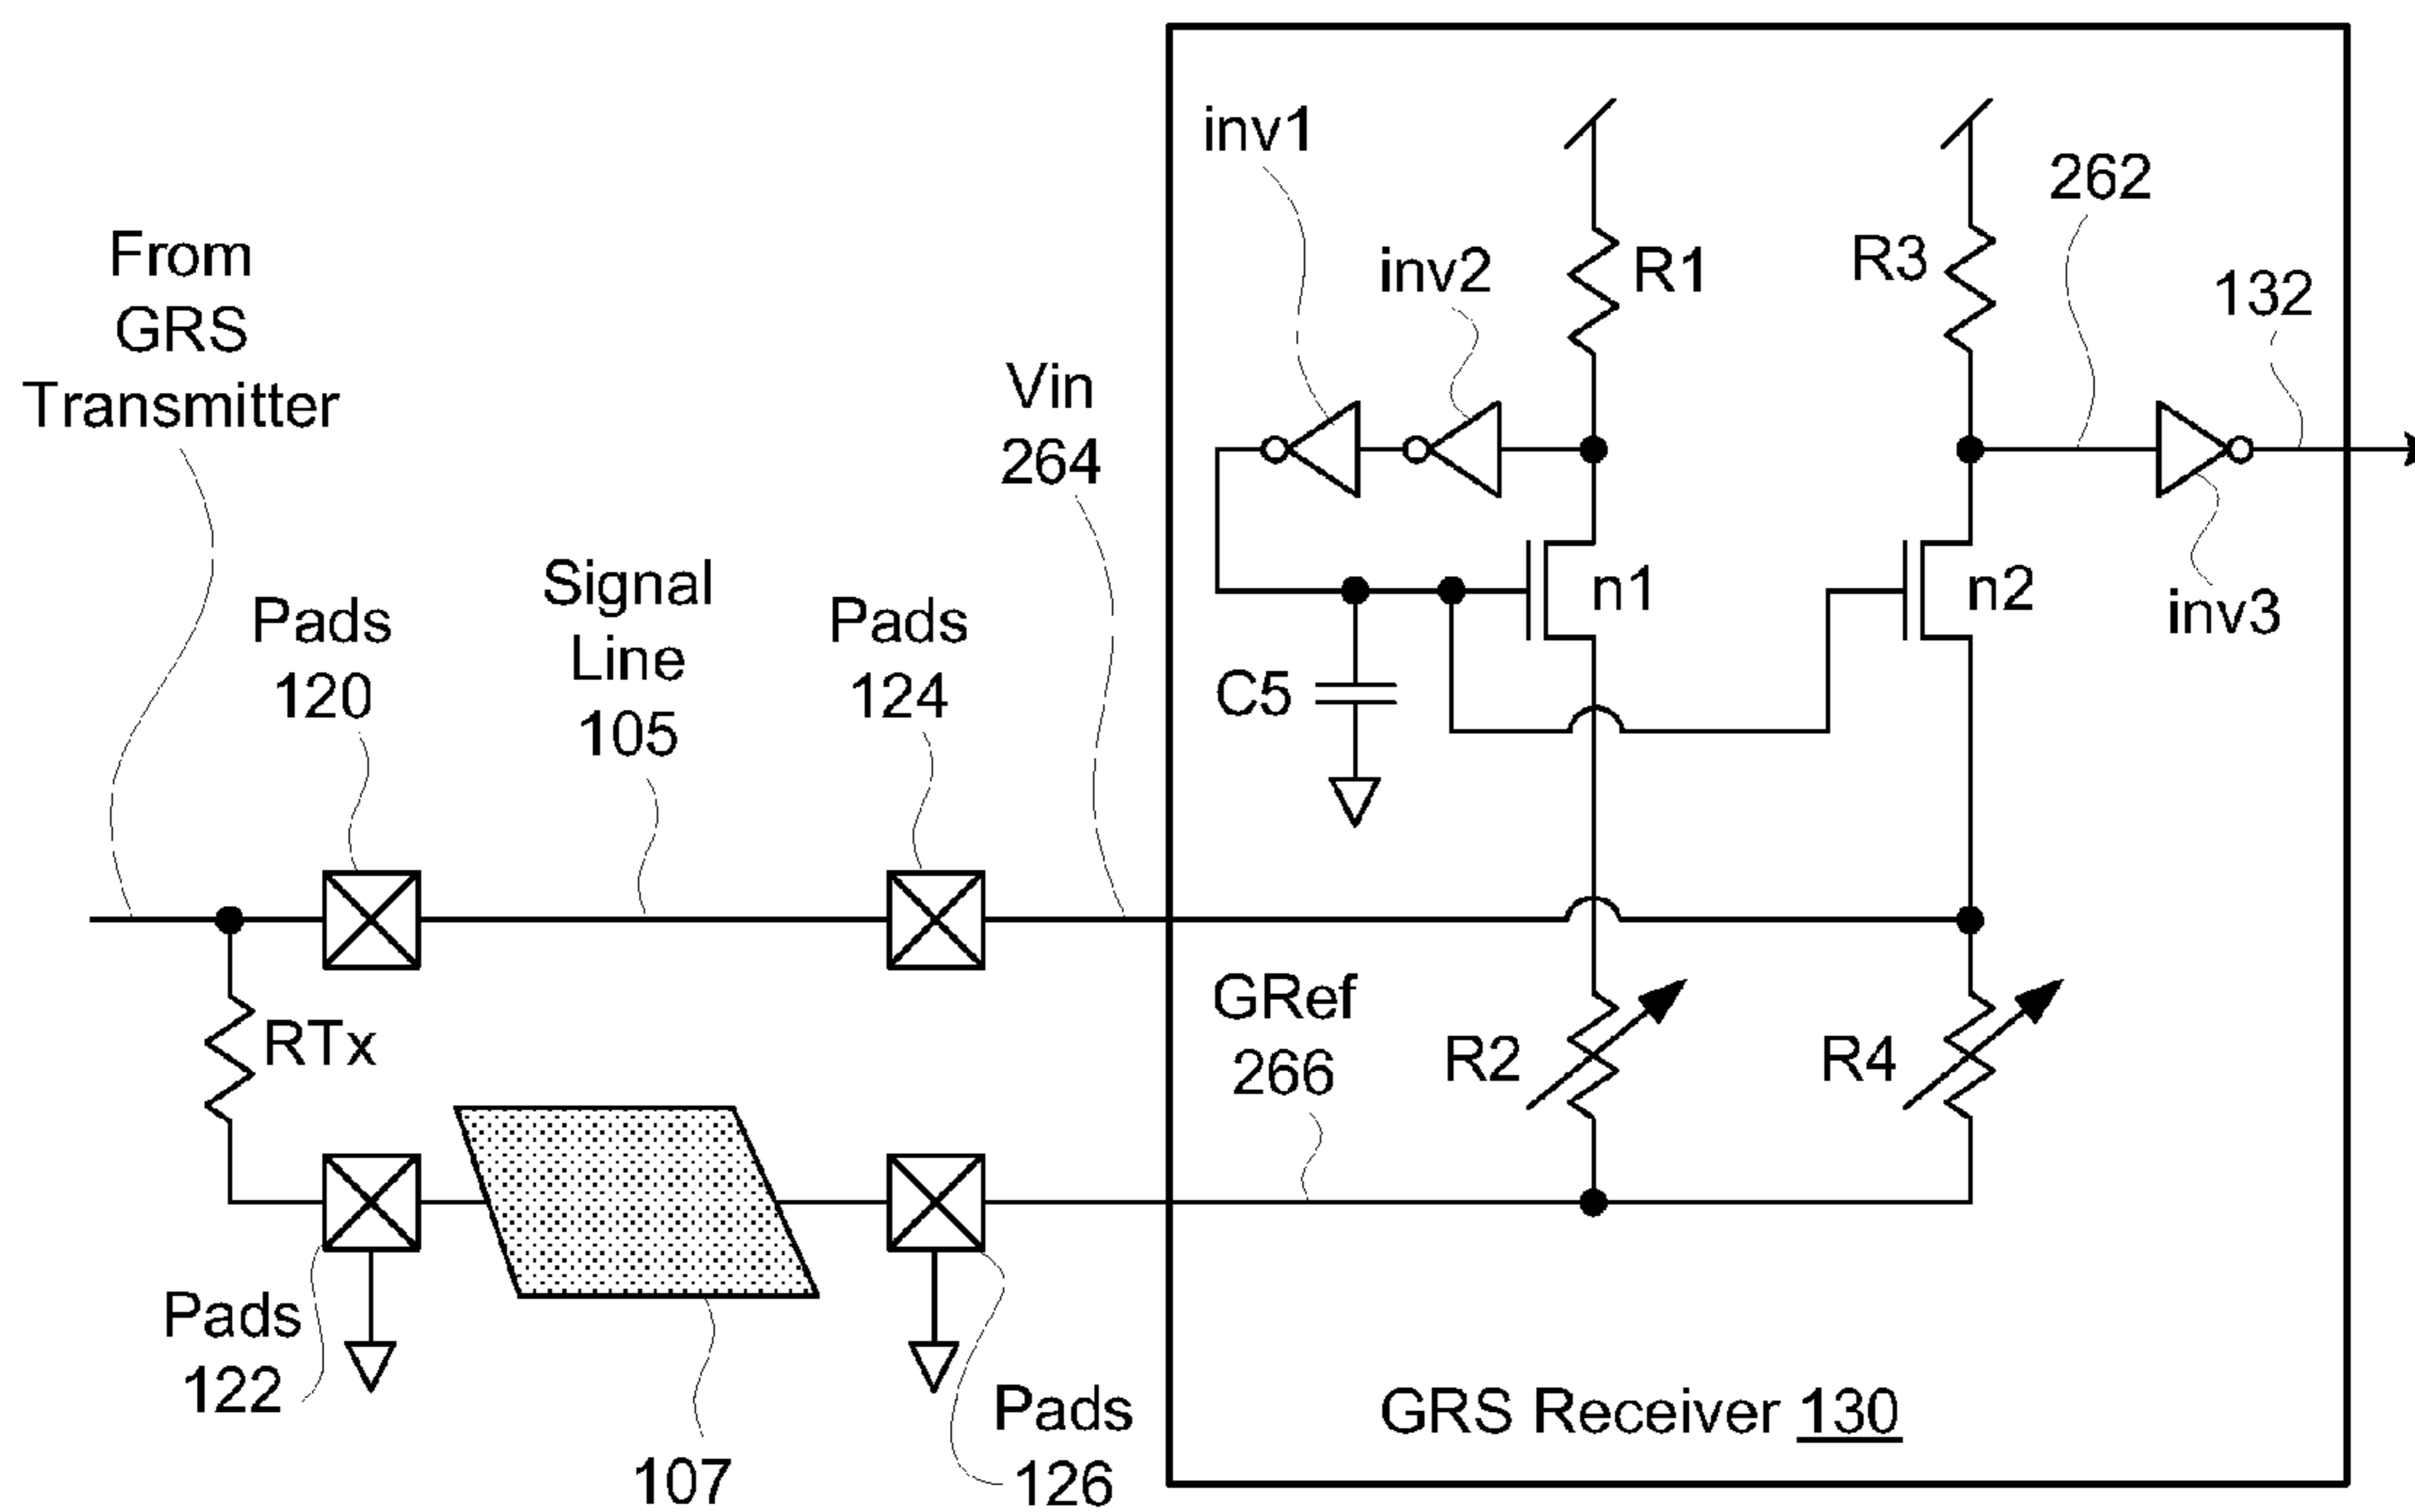 From
GRS
Transmitter
Pads
120
Signal
Line
105
Pads
124
Vin
264
inv1
inv2
R1
R3
262
132
n1
n2
inv3
C5
RTx
GRef
266
R2
R4
Pads
122
107
Pads
126
GRS Receiver 130